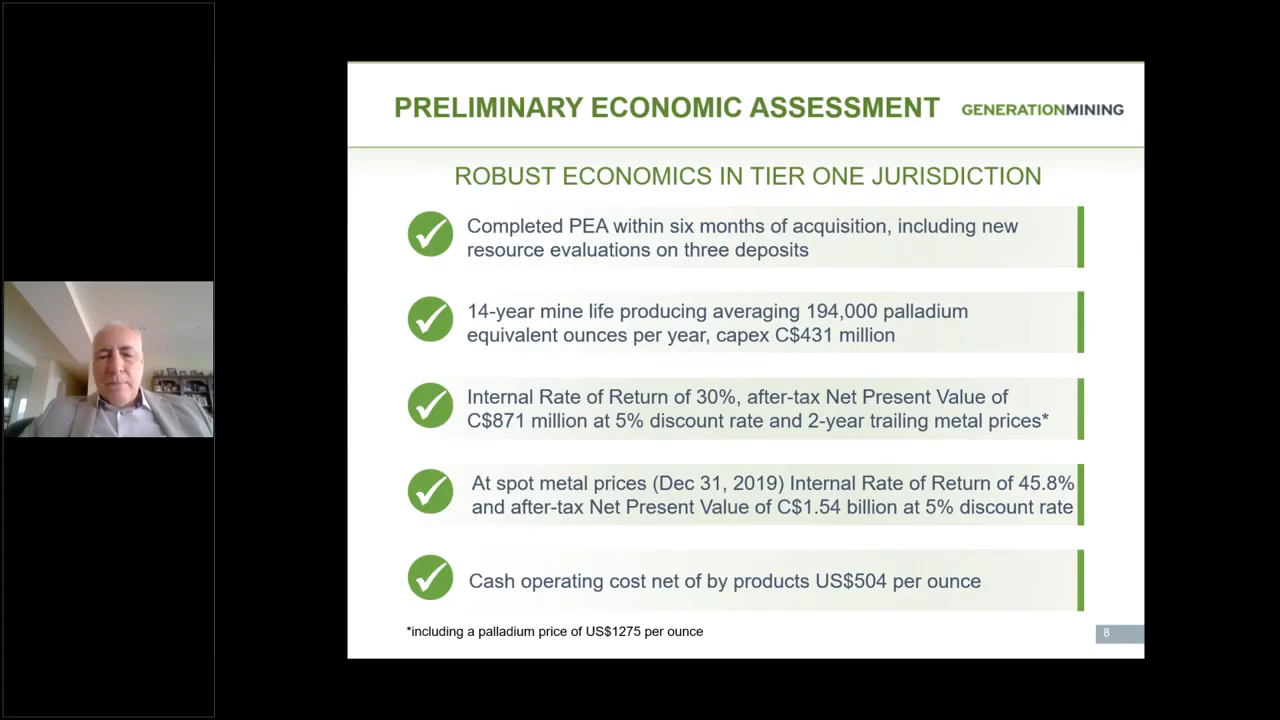 PRELIMINARY ECONOMIC ASSESSMENT
GENERATIONMINING
ROBUST ECONOMICS IN TIER ONE JURISDICTION
Completed PEA within six months of acquisition, including new
resource evaluations on three deposits
14-year mine life producing averaging 194,000 palladium
equivalent ounces per year, capex C$431 million
Internal Rate of Return of 30%, after-tax Net Present Value of
C$871 million at 5% discount rate and 2-year trailing metal prices*
At spot metal prices (Dec 31, 2019) Internal Rate of Return of 45.8%
and after-tax Net Present Value of C$1.54 billion at 5% discount rate
Cash operating cost net of by products US$504 per ounce
*including a palladium price of US$1275 per ounce
8